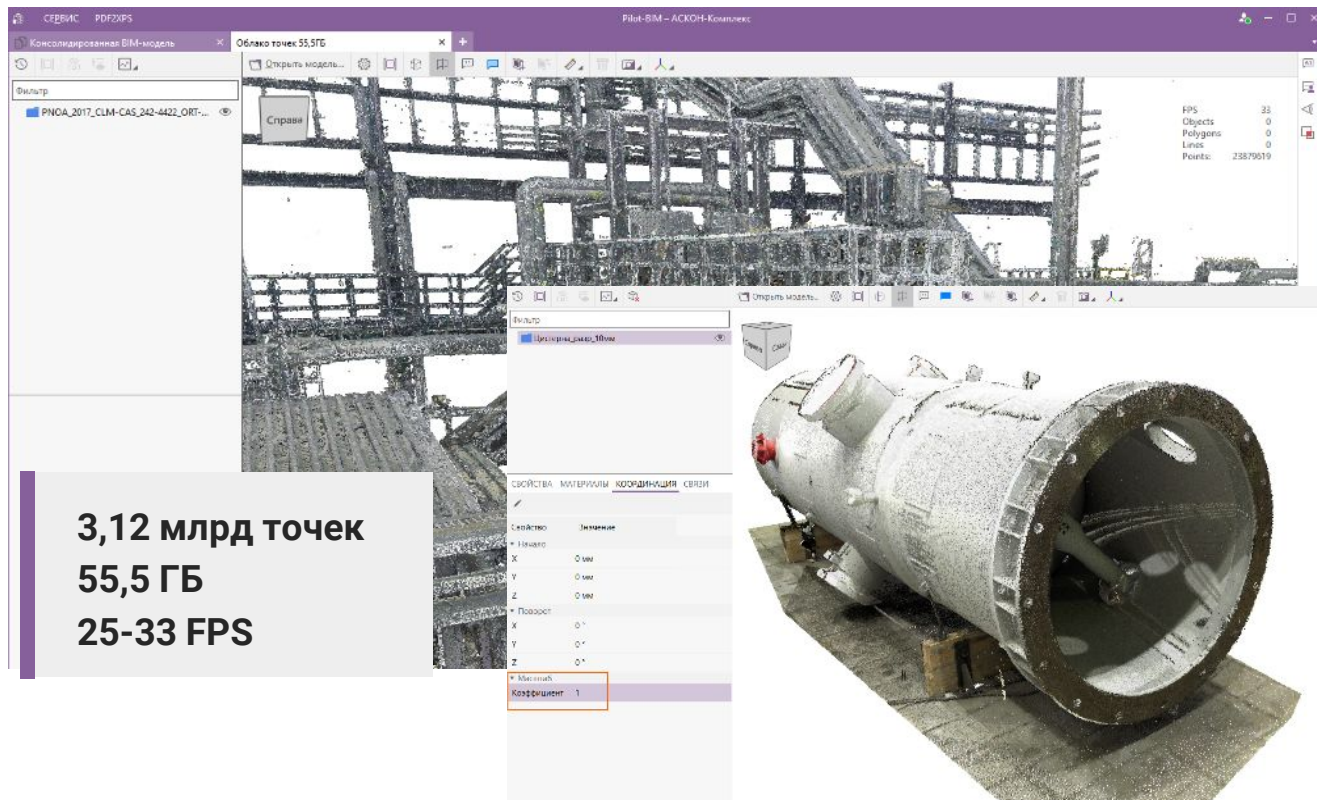 СЕРВИС PDF2XPS
Pilot-BIM – АСКОН-Комплекс
Консолидированная BIM-модель
Облако точек 55,5ГБ
Открыть модель...
Фильтр
PNOA_2017_CLM-CAS_242-4422_ORT-...
Справа
FPS 33
Objects 0
Polygons 0
Lines 0
Points: 23879619
Открыть модель...
Фильтр
Цистерна_разр_10мм
Справа
СВОЙСТВА МАТЕРИАЛЫ КООРДИНАЦИЯ СВЯЗИ
Свойство Значение
Начало
X 0 мм
Y 0 мм
Z 0 мм
Поворот
X 0 °
Y 0 °
Z 0 °
Масштаб
Коэффициент 1
3,12 млрд точек
55,5 ГБ
25-33 FPS